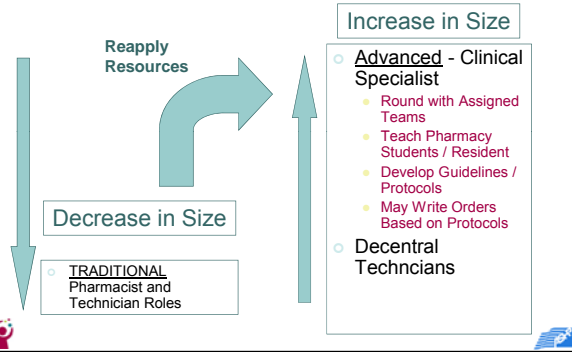 Reapply
Resources
Decrease in Size
TRADITIONAL
Pharmacist and
Technician Roles
Increase in Size
Advanced - Clinical
Specialist
Round with Assigned
Teams
Teach Pharmacy
Students / Resident
Develop Guidelines /
Protocols
May Write Orders
Based on Protocols
Decentral
Techncians